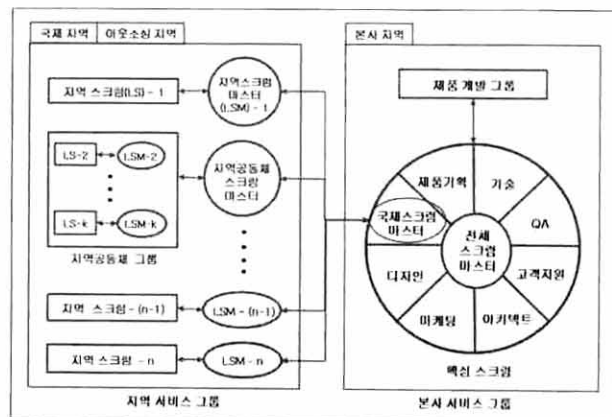 국제 지역
아웃소싱 지역
지역 스크럼(LS) - 1
지역스크럼
마스터
(LSM) - 1
LS-2
LSM-2
LS-k
LSM-k
지역공동체
스크럼
마스터
지역공동체 그룹
지역 스크럼 - (n-1)
LSM - (n-1)
지역 스크럼 - n
LSM - n
지역 서비스 그룹
본사 지역
제품 개발 그룹
제품기획
기술
국제스크럼
마스터
QA
전체
스크럼
마스터
디자인
고객지원
마케팅
아키텍트
핵심 스크럼
본사 서비스 그룹